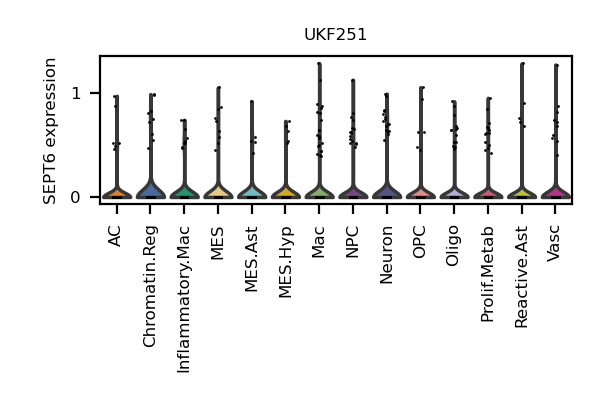 UKF251
SEPT6 expression
1
0
AC
Chromatin.Reg
Inflammatory.Mac
MES
MES.Ast
MES.Hyp
Mac
NPC
Neuron
OPC
Oligo
Prolif.Metab
Reactive.Ast
Vasc